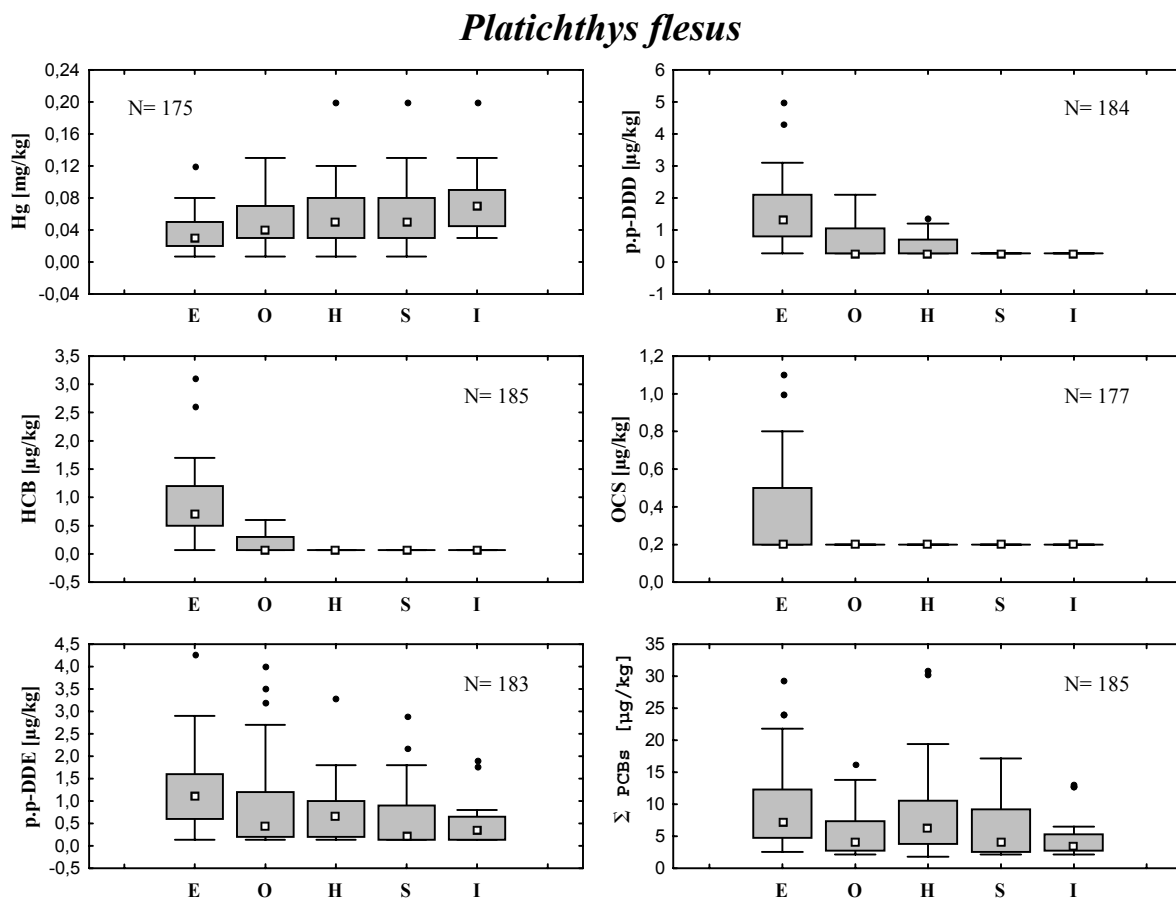 Platichthys flesus
Hg [mg/kg]
0,24
0,20
0,16
0,12
0,08
0,04
0,00
-0,04
N= 175
E O H S I
p.p-DDD [µg/kg]
6
5
4
3
2
1
0
-1
N= 184
E O H S I
HCB [µg/kg]
3,5
3,0
2,5
2,0
1,5
1,0
0,5
0,0
-0,5
N= 185
E O H S I
OCS [µg/kg]
1,2
1,0
0,8
0,6
0,4
0,2
0,0
N= 177
E O H S I
p.p-DDE [µg/kg]
4,5
4,0
3,5
3,0
2,5
2,0
1,5
1,0
0,5
0,0
-0,5
N= 183
E O H S I
Σ PCBs [µg/kg]
35
30
25
20
15
10
5
0
N= 185
E O H S I